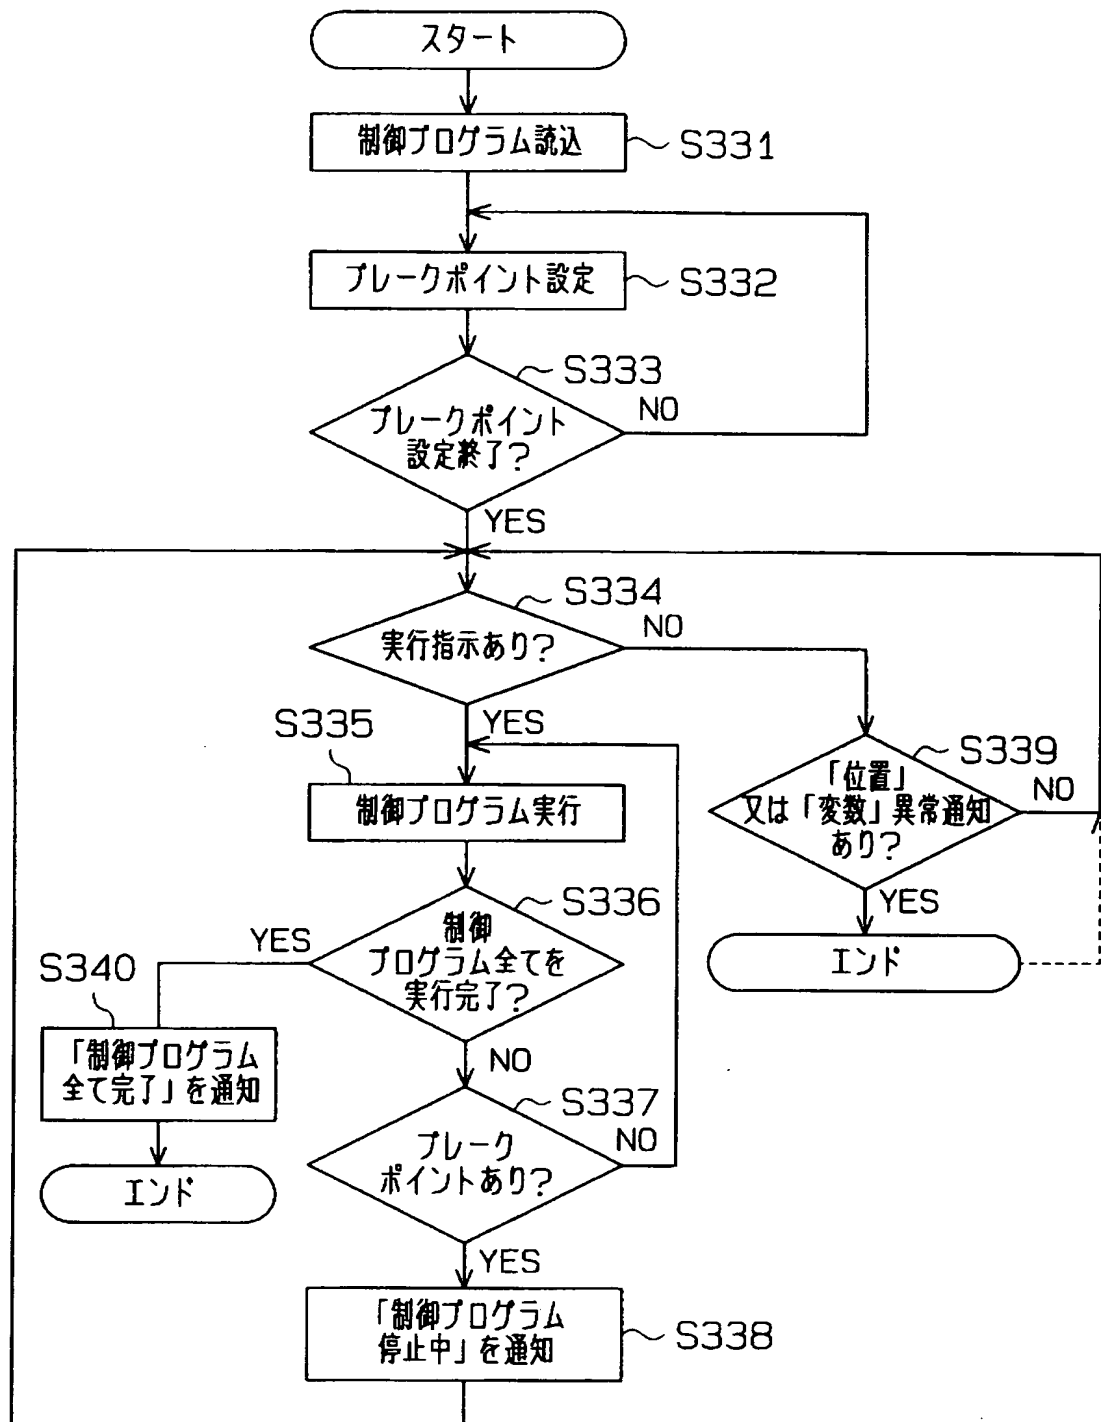 スタート
制御プログラム読込
S331
ブレークポイント設定
S332
S333
ブレークポイント
設定終了?
NO
YES
S334
実行指示あり?
NO
YES
S335
制御プログラム実行
S339
「位置」
又は「変数」異常通知
あり?
NO
YES
エンド
S336
制御
プログラム全てを
実行完了?
YES
NO
S340
「制御プログラム
全て完了」を通知
エンド
S337
ブレーク
ポイントあり?
NO
YES
「制御プログラム
停止中」を通知
S338